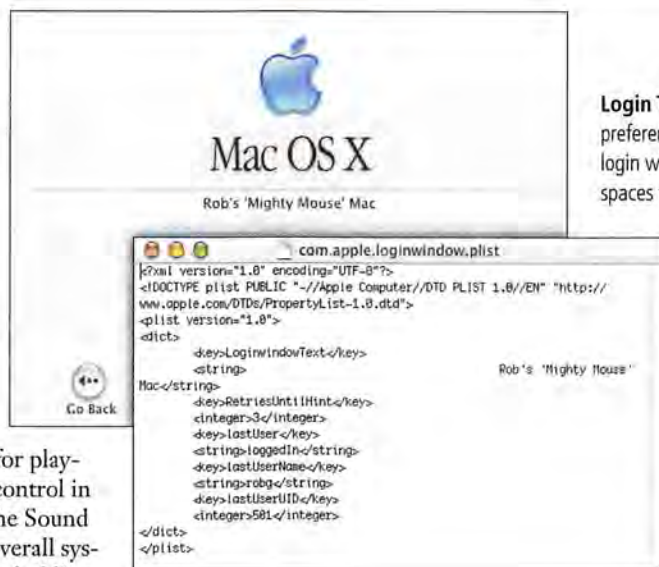 Mac OS X
Rob's 'Mighty Mouse' Mac
Go Back
Login
preferen
login w
spaces
com.apple.loginwindow.plist
<?xml version="1.0" encoding="UTF-8"?>
<!DOCTYPE plist PUBLIC "-//Apple Computer//DTD PLIST 1.0//EN" "http://
www.apple.com/DTDs/PropertyList-1.0.dtd">
<plist version="1.0">
<dict>
<key>LoginwindowText</key>
<string> Rob's 'Mighty Mouse'
Mac</string>
<key>RetriesUntilHint</key>
<integer>3</integer>
<key>lastUser</key>
<string>loggedIn</string>
<key>lastUserName</key>
<string>robg</string>
<key>lastUserUID</key>
<integer>501</integer>
</dict>
</plist>
for play-
control in
ne Sound
verall sys-